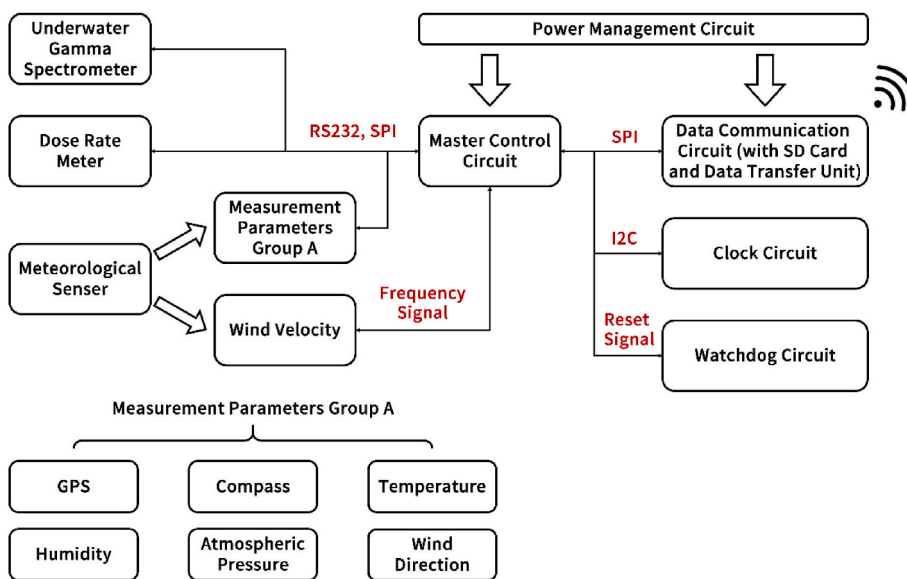 Underwater
Gamma
Spectrometer
Power Management Circuit
Dose Rate
Meter
RS232, SPI
Master Control
Circuit
SPI
Data Communication
Circuit (with SD Card
and Data Transfer Unit)
Measurement
Parameters
Group A
Meteorological
Senser
I2C
Clock Circuit
Wind Velocity
Frequency
Signal
Reset
Signal
Watchdog Circuit
Measurement Parameters Group A
GPS
Compass
Temperature
Humidity
Atmospheric
Pressure
Wind
Direction